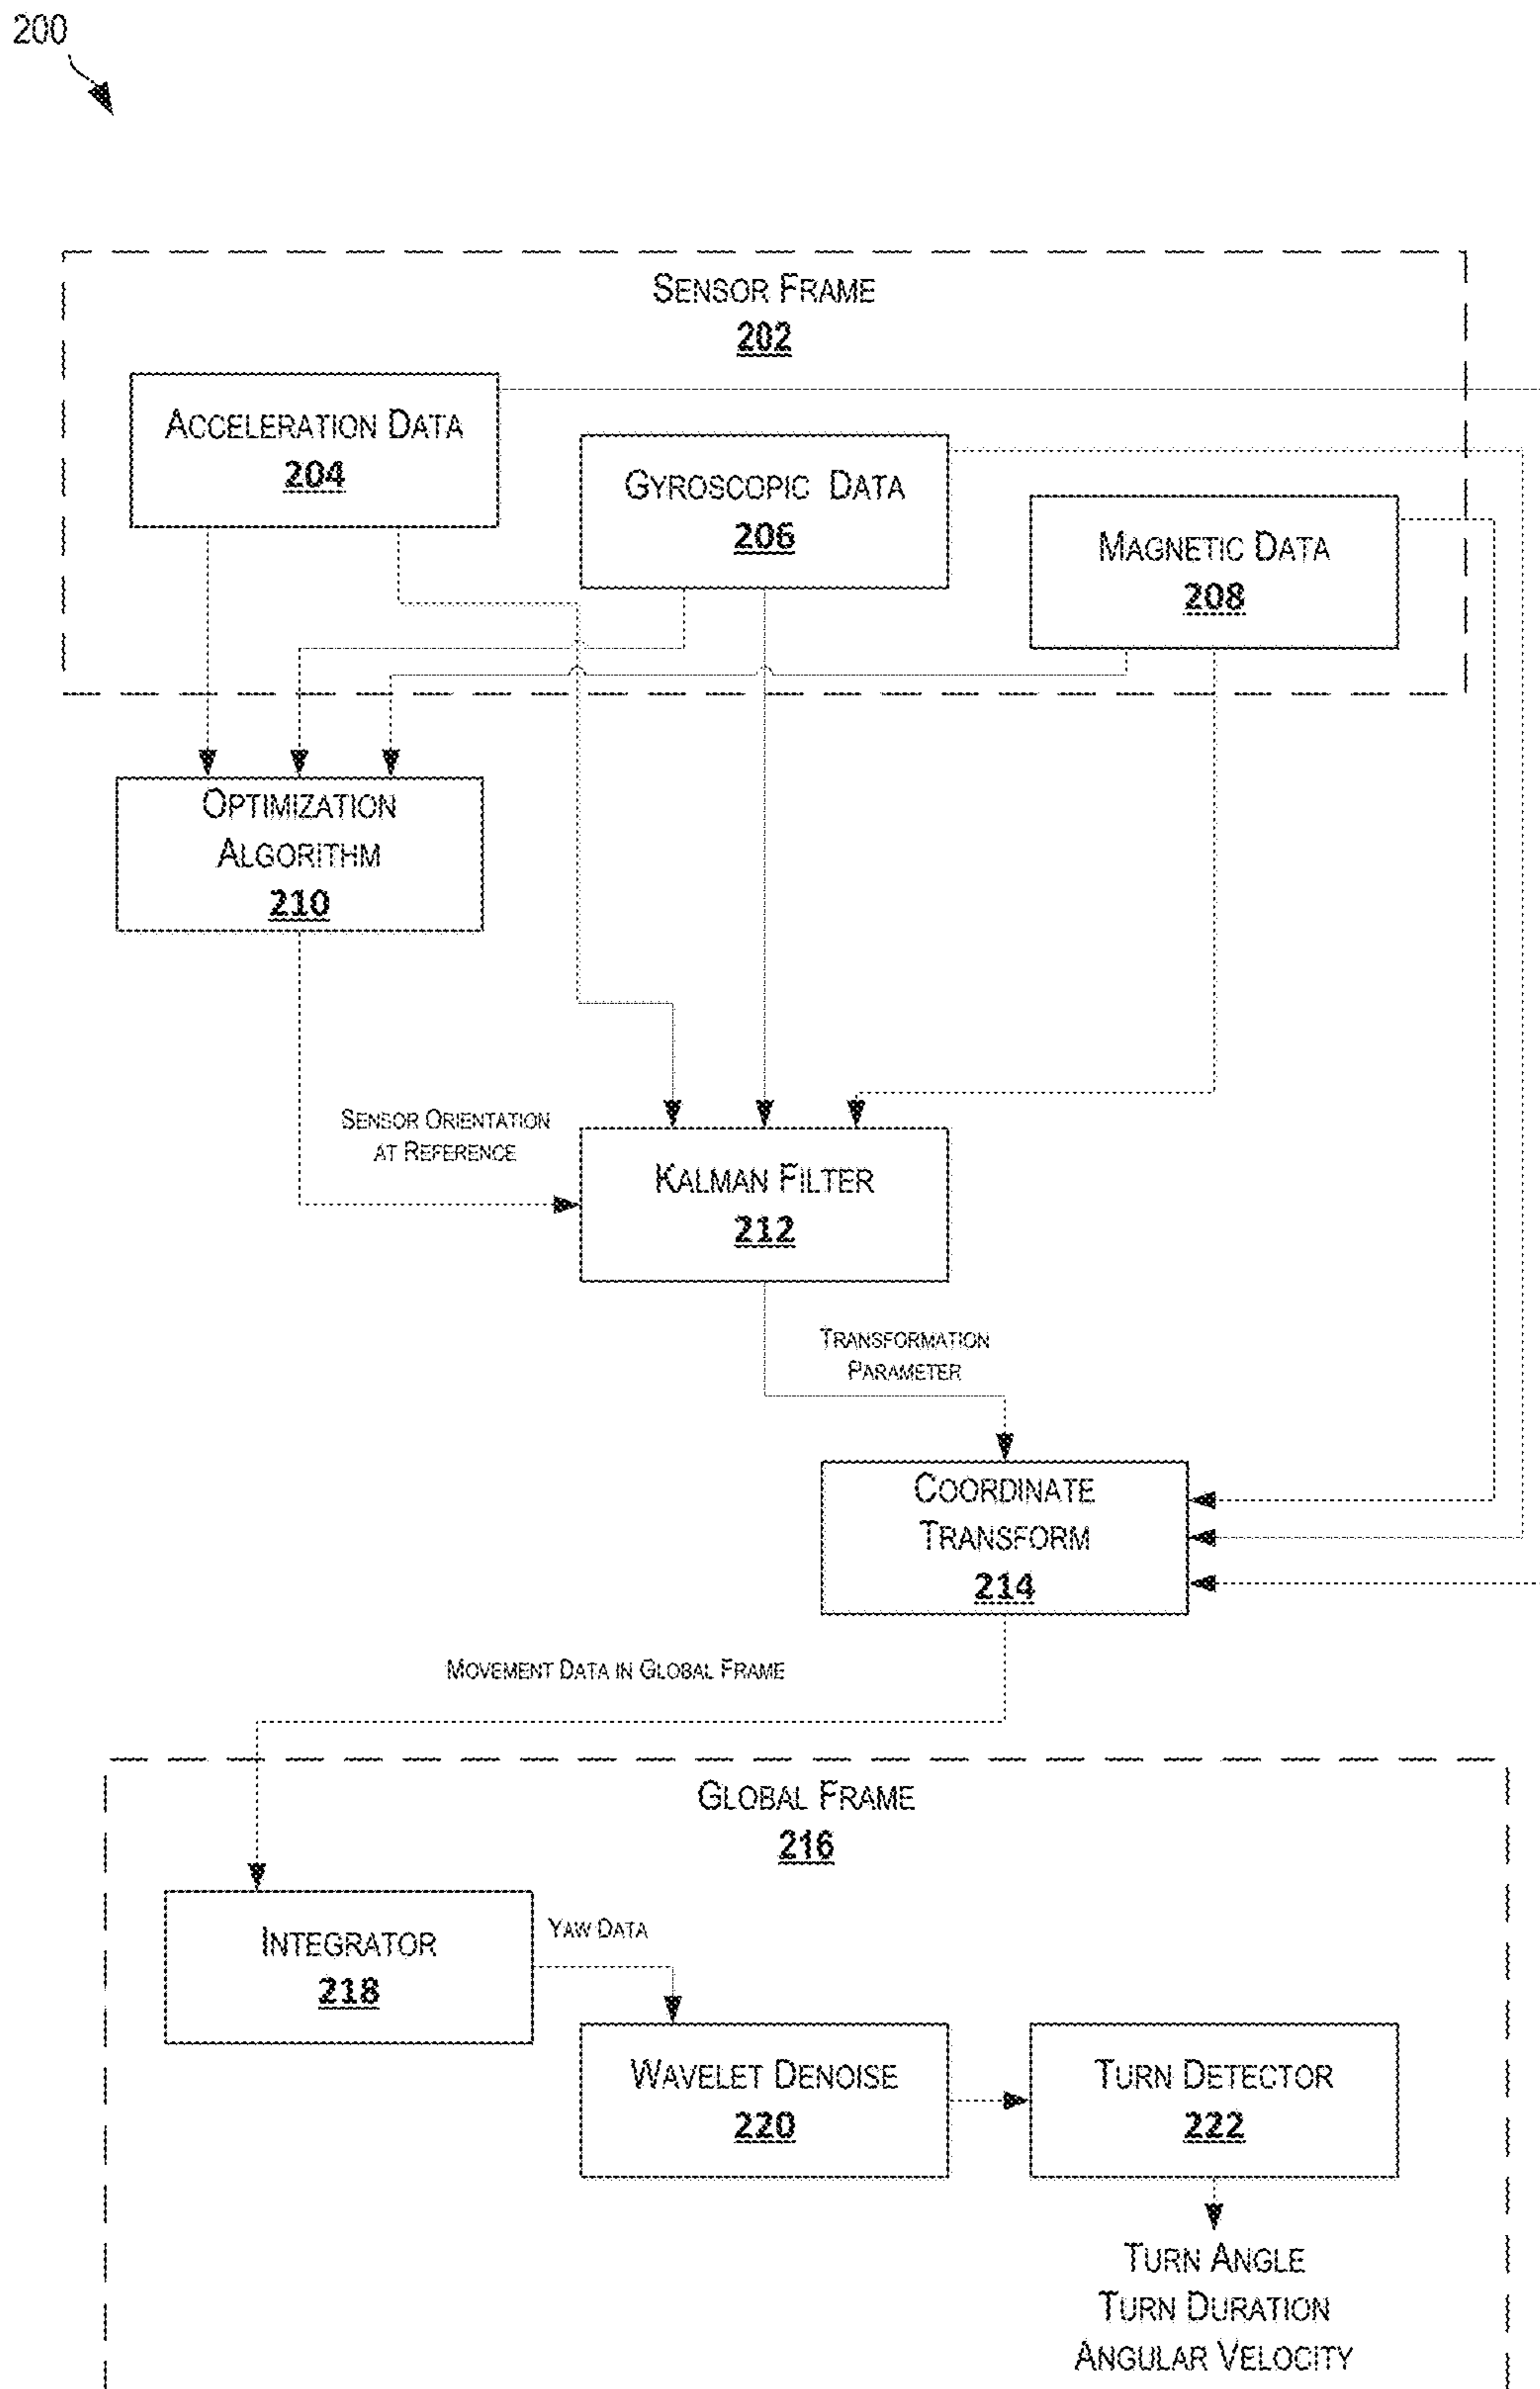 200
SENSOR FRAME
202
ACCELERATION DATA
204
GYROSCOPIC DATA
206
MAGNETIC DATA
208
OPTIMIZATION
ALGORITHM
210
SENSOR ORIENTATION
AT REFERENCE
KALMAN FILTER
212
TRANSFORMATION
PARAMETER
COORDINATE
TRANSFORM
214
MOVEMENT DATA IN GLOBAL FRAME
GLOBAL FRAME
216
INTEGRATOR
218
YAW DATA
WAVELET DENOISE
220
TURN DETECTOR
222
TURN ANGLE
TURN DURATION
ANGULAR VELOCITY